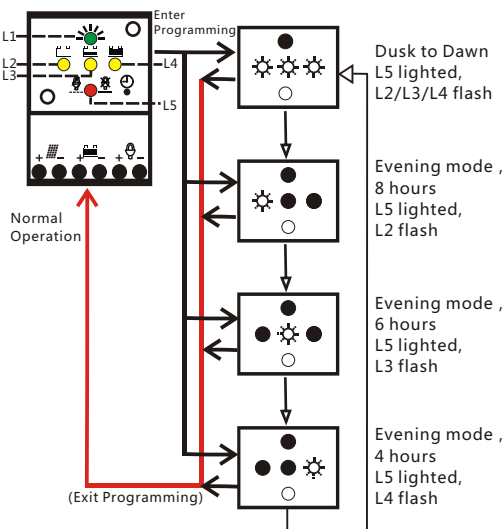 L1
L2
L3
L4
L5
Enter
Programming
Normal
Operation
(Exit Programming)
Dusk to Dawn
L5 lighted,
L2/L3/L4 flash
Evening mode ,
8 hours
L5 lighted,
L2 flash
Evening mode ,
6 hours
L5 lighted,
L3 flash
Evening mode ,
4 hours
L5 lighted,
L4 flash